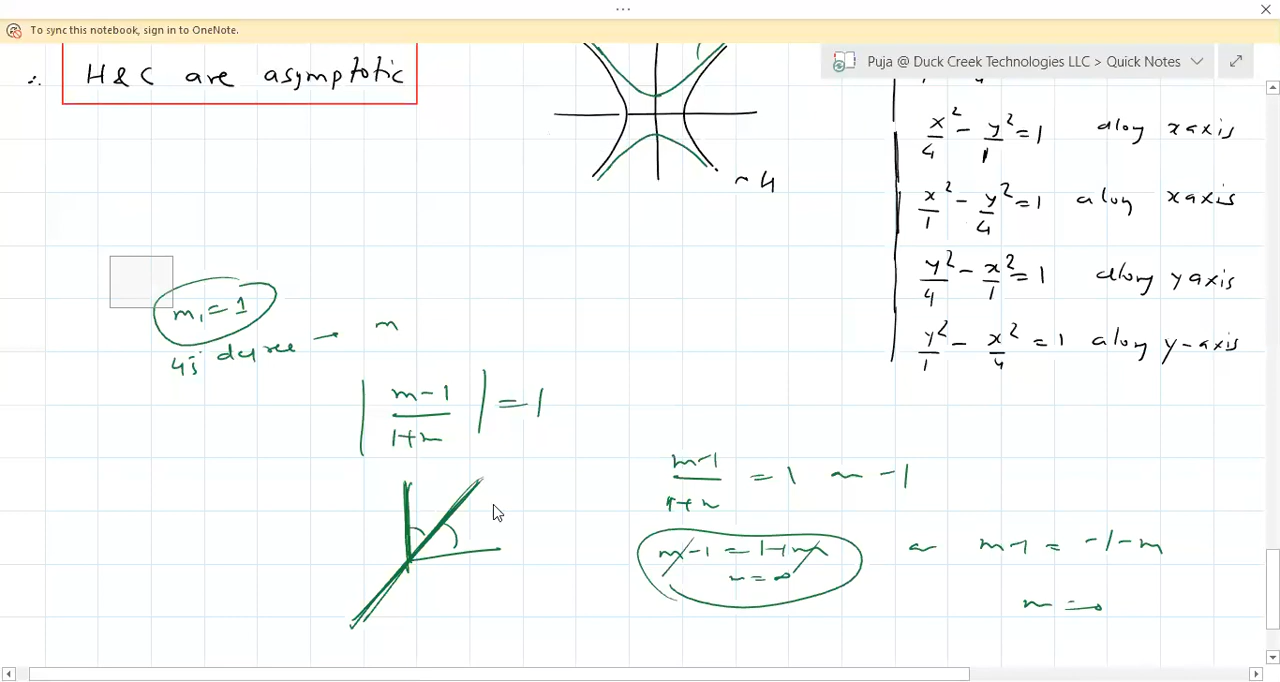 To sync this notebook, sign in to OneNote.
Puja @ Duck Creek Technologies LLC > Quick Notes
∴ H&C are asymptotic
~ 4
x²/4 - y²/1 = 1 along x axis
x²/1 - y²/4 = 1 along x axis
y²/4 - x²/1 = 1 along y axis
y²/1 - x²/4 = 1 along y-axis
m₁ = 1
45 degree → m
| (m-1)/(1+m) | = 1
(m-1)/(1+m) = 1 or -1
m-1 = 1+m or m-1 = -1-m
m = ∞
m = 0